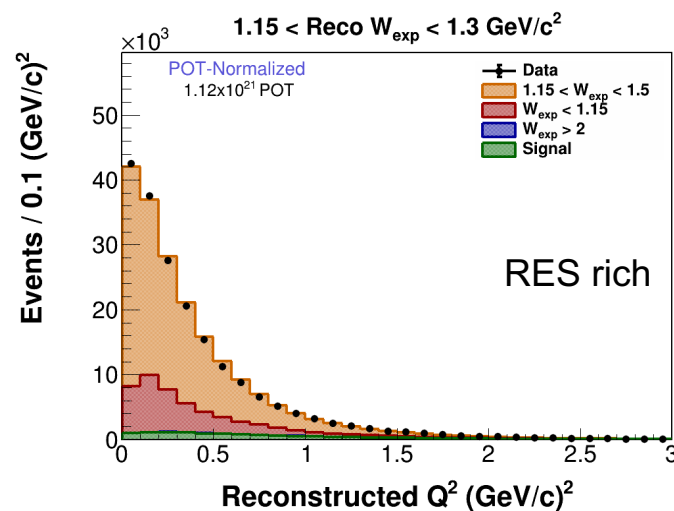 1.15 < Reco W_exp < 1.3 GeV/c²
×10³
POT-Normalized
1.12x10²¹ POT
Data
1.15 < W_exp < 1.5
W_exp < 1.15
W_exp > 2
Signal
RES rich
Events / 0.1 (GeV/c)²
50
40
30
20
10
0
0 0.5 1 1.5 2 2.5 3
Reconstructed Q² (GeV/c)²